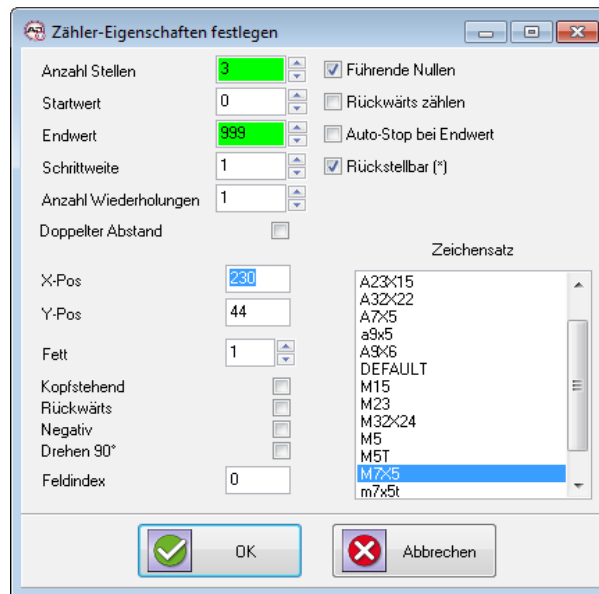 Zähler-Eigenschaften festlegen
Anzahl Stellen 3 Führende Nullen
Startwert 0 Rückwärts zählen
Endwert 999 Auto-Stop bei Endwert
Schrittweite 1 Rückstellbar (*)
Anzahl Wiederholungen 1
Doppelter Abstand
Zeichensatz
X-Pos 230
Y-Pos 44
Fett 1
Kopfstehend
Rückwärts
Negativ
Drehen 90°
Feldindex 0
A23X15
A32X22
A7X5
a9x5
A9X6
DEFAULT
M15
M23
M32X24
M5
M5T
M7X5
m7x5t
OK Abbrechen